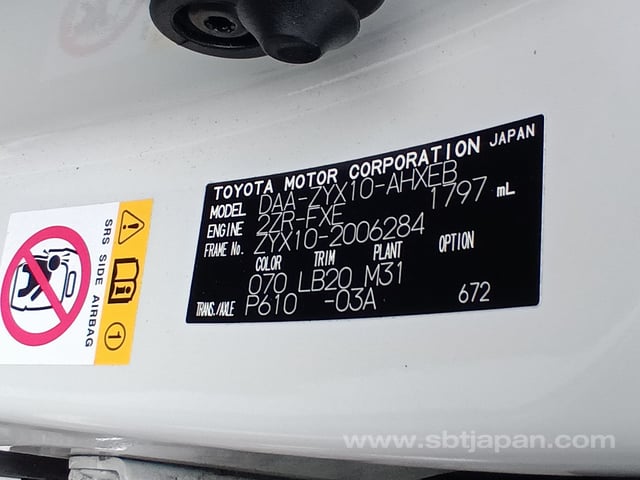 TOYOTA MOTOR CORPORATION JAPAN
MODEL DAA-ZYX10-AHXEB
ENGINE 2ZR-FXE 1797 mL
FRAME No. ZYX10-2006284
COLOR TRIM PLANT OPTION
070 LB20 M31
TRANS./AXLE P610 -03A 672
SRS SIDE AIRBAG
1
www.sbtjapan.com